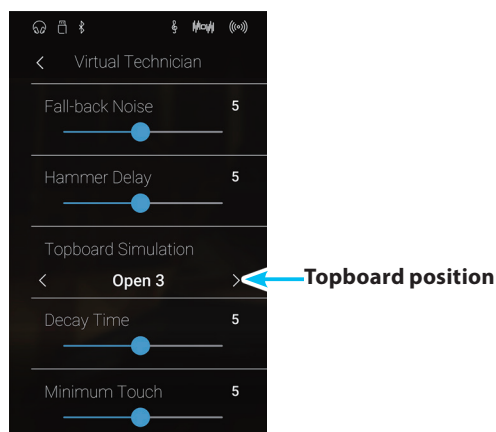 Virtual Technician
Fall-back Noise 5
Hammer Delay 5
Topboard Simulation
Open 3
Topboard position
Decay Time 5
Minimum Touch 5